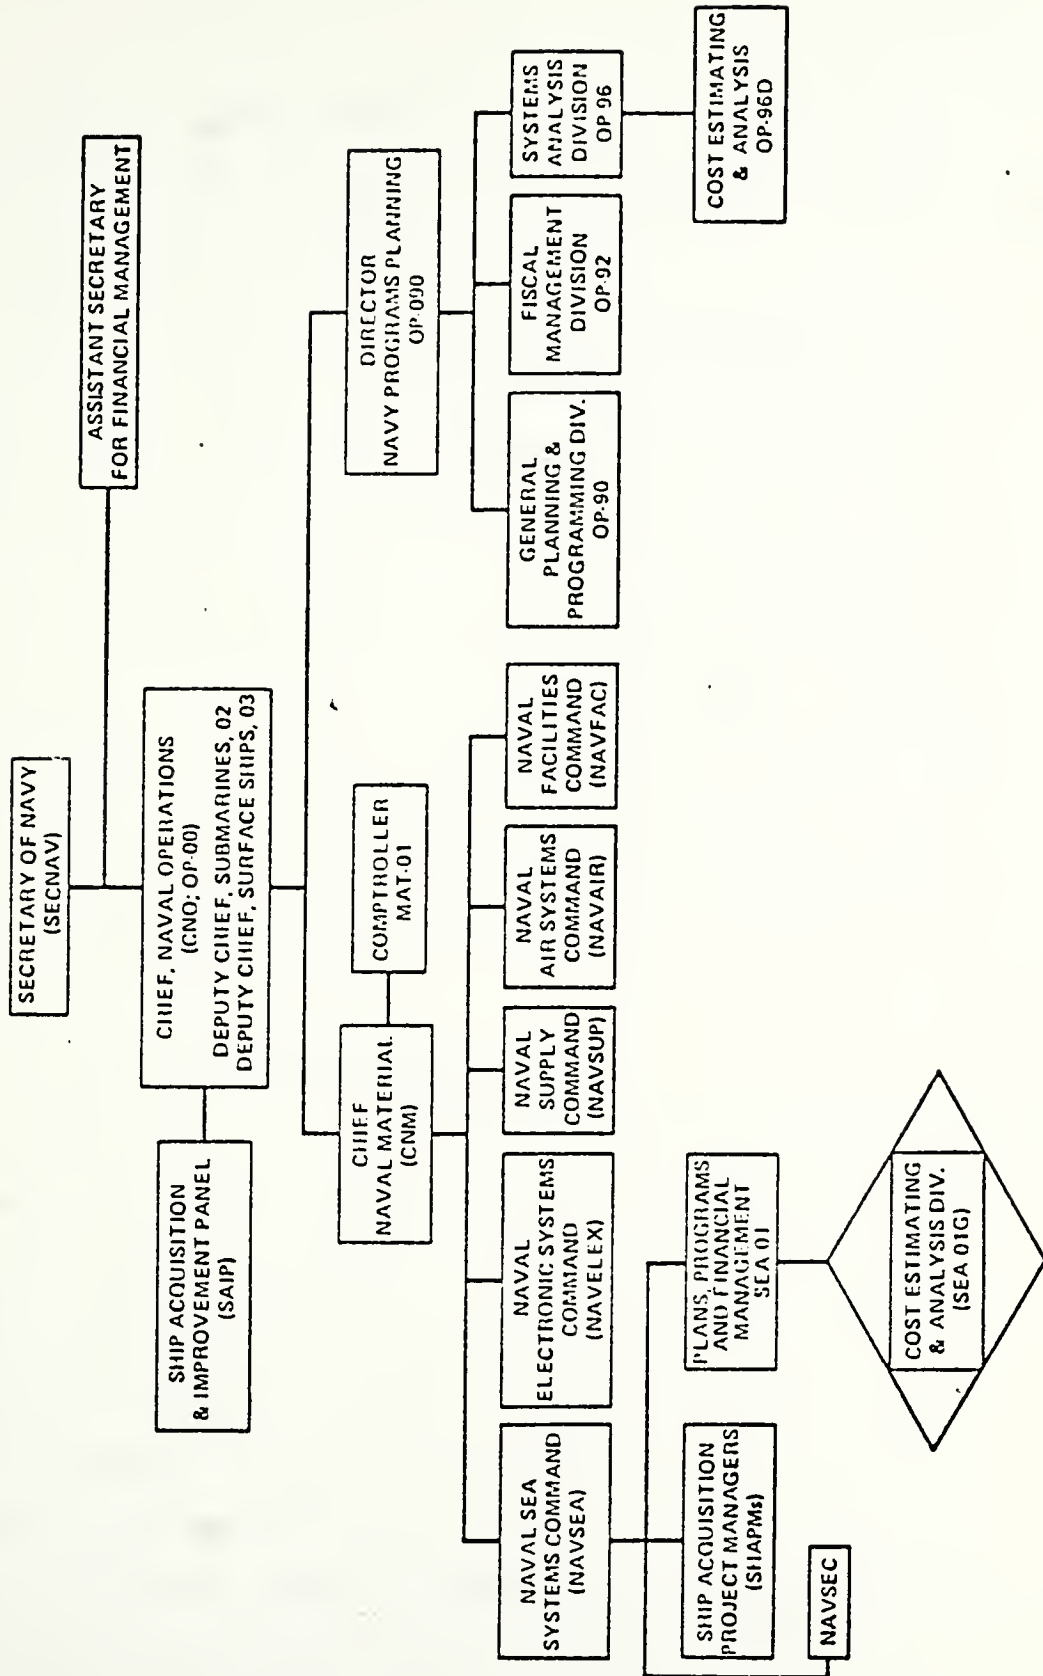 SECRETARY OF NAVY
(SECNAV)
ASSISTANT SECRETARY
FOR FINANCIAL MANAGEMENT
CHIEF, NAVAL OPERATIONS
(CNO; OP-00)
DEPUTY CHIEF, SUBMARINES, 02
DEPUTY CHIEF, SURFACE SHIPS, 03
SHIP ACQUISITION
& IMPROVEMENT PANEL
(SAIP)
CHIEF
NAVAL MATERIAL
(CNM)
COMPTROLLER
MAT-01
DIRECTOR
NAVY PROGRAMS PLANNING
OP-090
NAVAL SEA
SYSTEMS COMMAND
(NAVSEA)
NAVAL
ELECTRONIC SYSTEMS
COMMAND
(NAVELEX)
NAVAL
SUPPLY
COMMAND
(NAVSUP)
NAVAL
AIR SYSTEMS
COMMAND
(NAVAIR)
NAVAL
FACILITIES
COMMAND
(NAVFAC)
GENERAL
PLANNING &
PROGRAMMING DIV.
OP-90
FISCAL
MANAGEMENT
DIVISION
OP-92
SYSTEMS
ANALYSIS
DIVISION
OP 96
SHIP ACQUISITION
PROJECT MANAGERS
(SHAPMs)
PLANS, PROGRAMS
AND FINANCIAL
MANAGEMENT
SEA 01
COST ESTIMATING
& ANALYSIS
OP-96D
NAVSEC
COST ESTIMATING
& ANALYSIS DIV.
(SEA 01G)